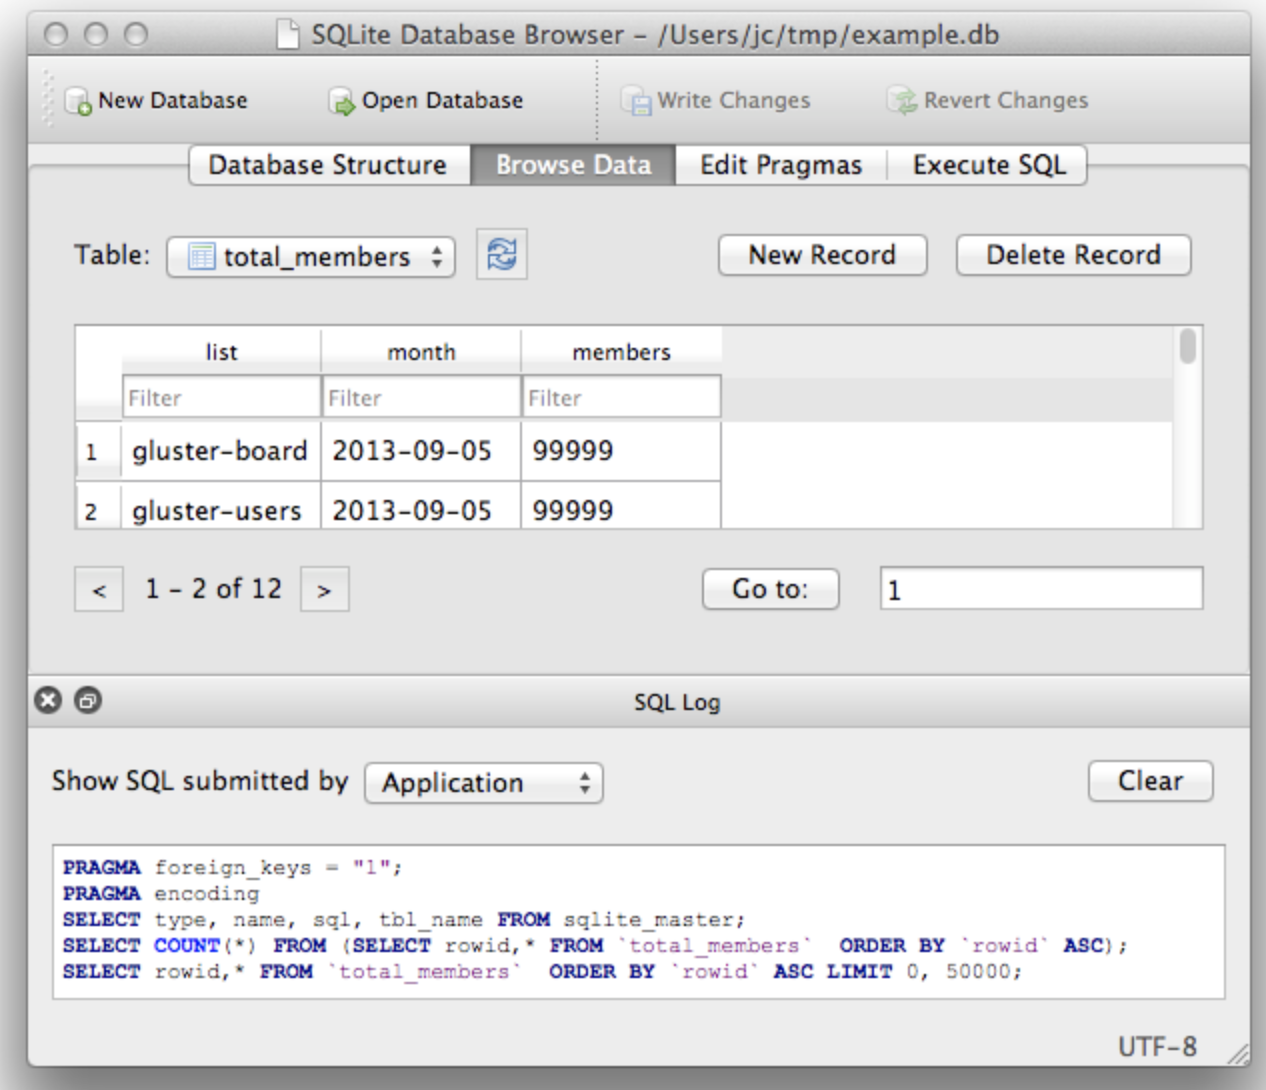 SQLite Database Browser – /Users/jc/tmp/example.db
New Database Open Database Write Changes Revert Changes
Database Structure Browse Data Edit Pragmas Execute SQL
Table: total_members New Record Delete Record
list month members
Filter Filter Filter
1 gluster-board 2013-09-05 99999
2 gluster-users 2013-09-05 99999
< 1 - 2 of 12 > Go to: 1
SQL Log
Show SQL submitted by Application Clear
PRAGMA foreign_keys = "1";
PRAGMA encoding
SELECT type, name, sql, tbl_name FROM sqlite_master;
SELECT COUNT(*) FROM (SELECT rowid,* FROM `total_members`  ORDER BY `rowid` ASC);
SELECT rowid,* FROM `total_members`  ORDER BY `rowid` ASC LIMIT 0, 50000;
UTF-8